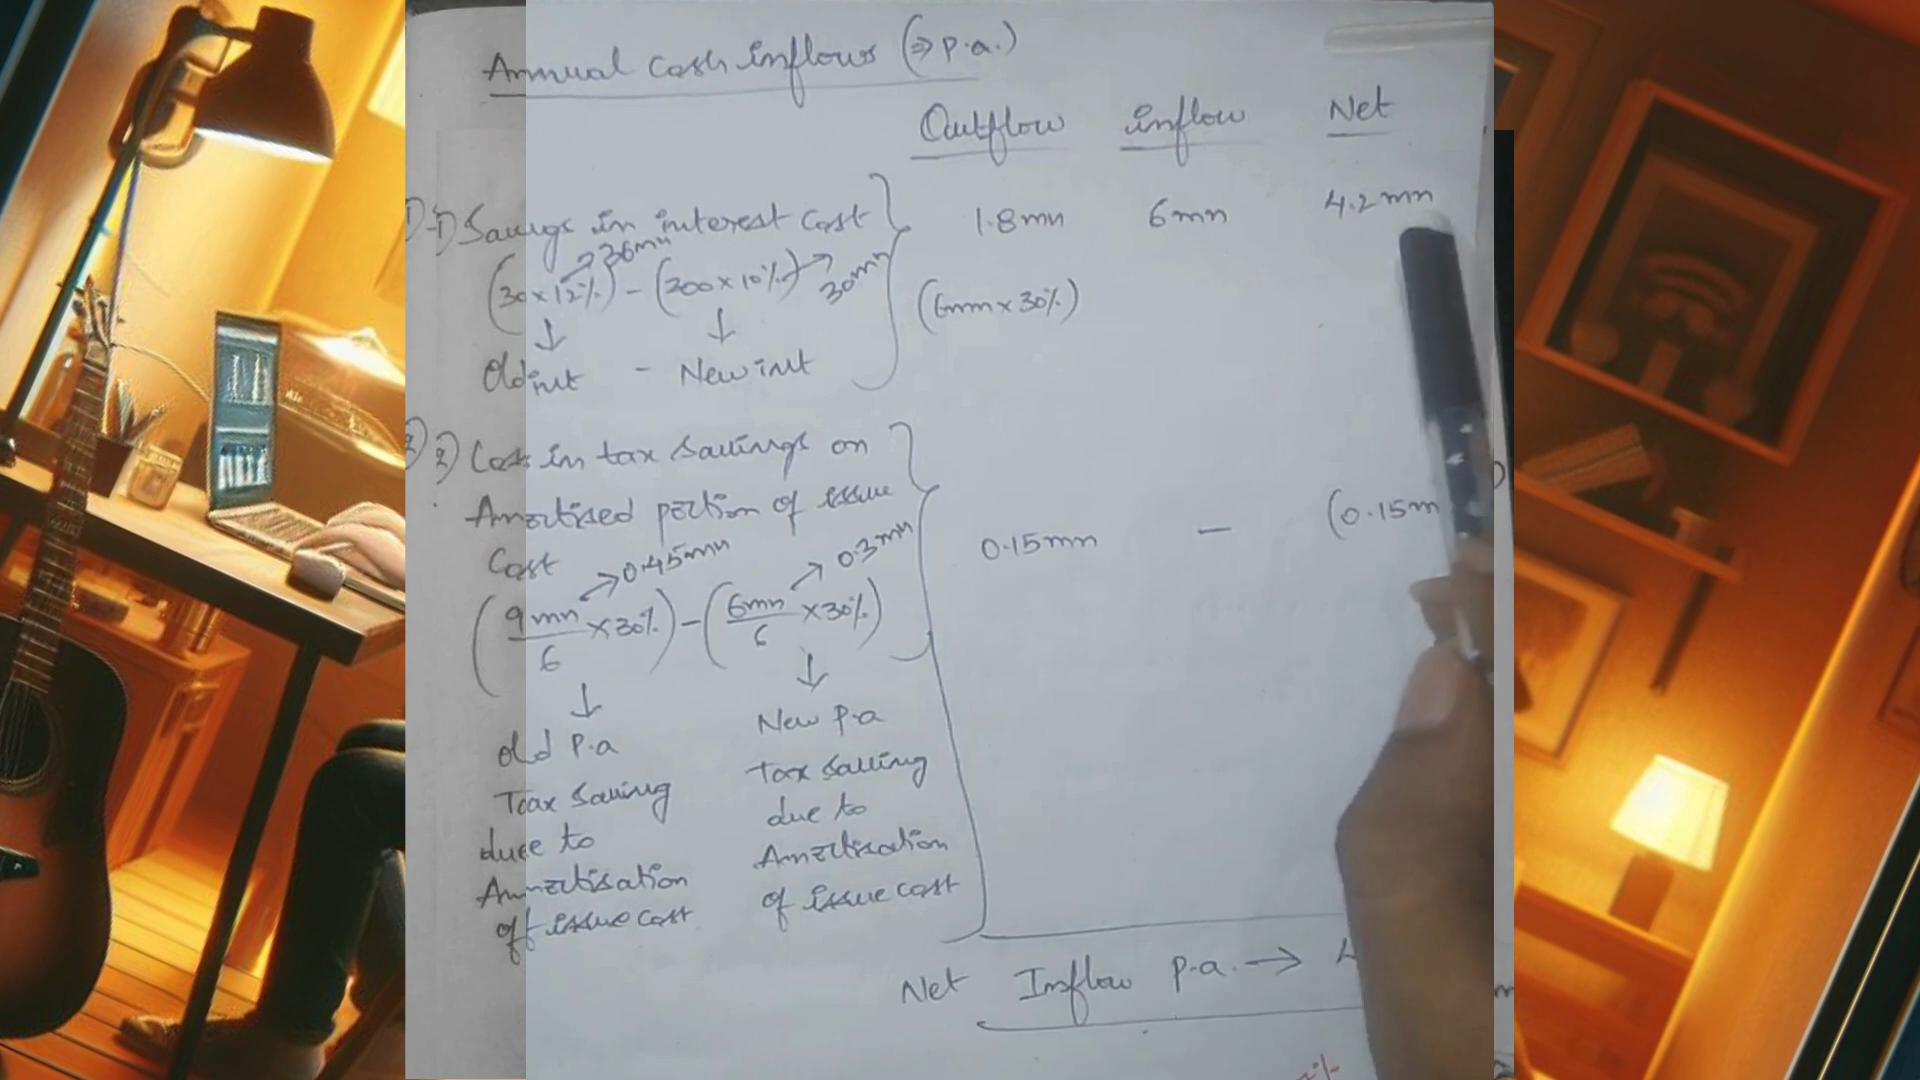 Annual Cash inflows (⇒ p.a.)
Outflow inflow Net
1) Savings in interest Cost 1.8mn 6mn 4.2mn
→ 36mn
(30 × 12%) - (300 × 10%) → 30mn (6mn × 30%)
↓ ↓
Old int - New int
2) Loss in tax savings on
Amortised portion of issue
Cost 0.15mn — (0.15m
→ 0.45mn → 0.3mn
(9mn/6 × 30%) - (6mn/6 × 30%)
↓ ↓
old P.a New P.a
Tax saving Tax saving
due to due to
Amortisation Amortisation
of issue cost of issue cost
Net Inflow p.a. →